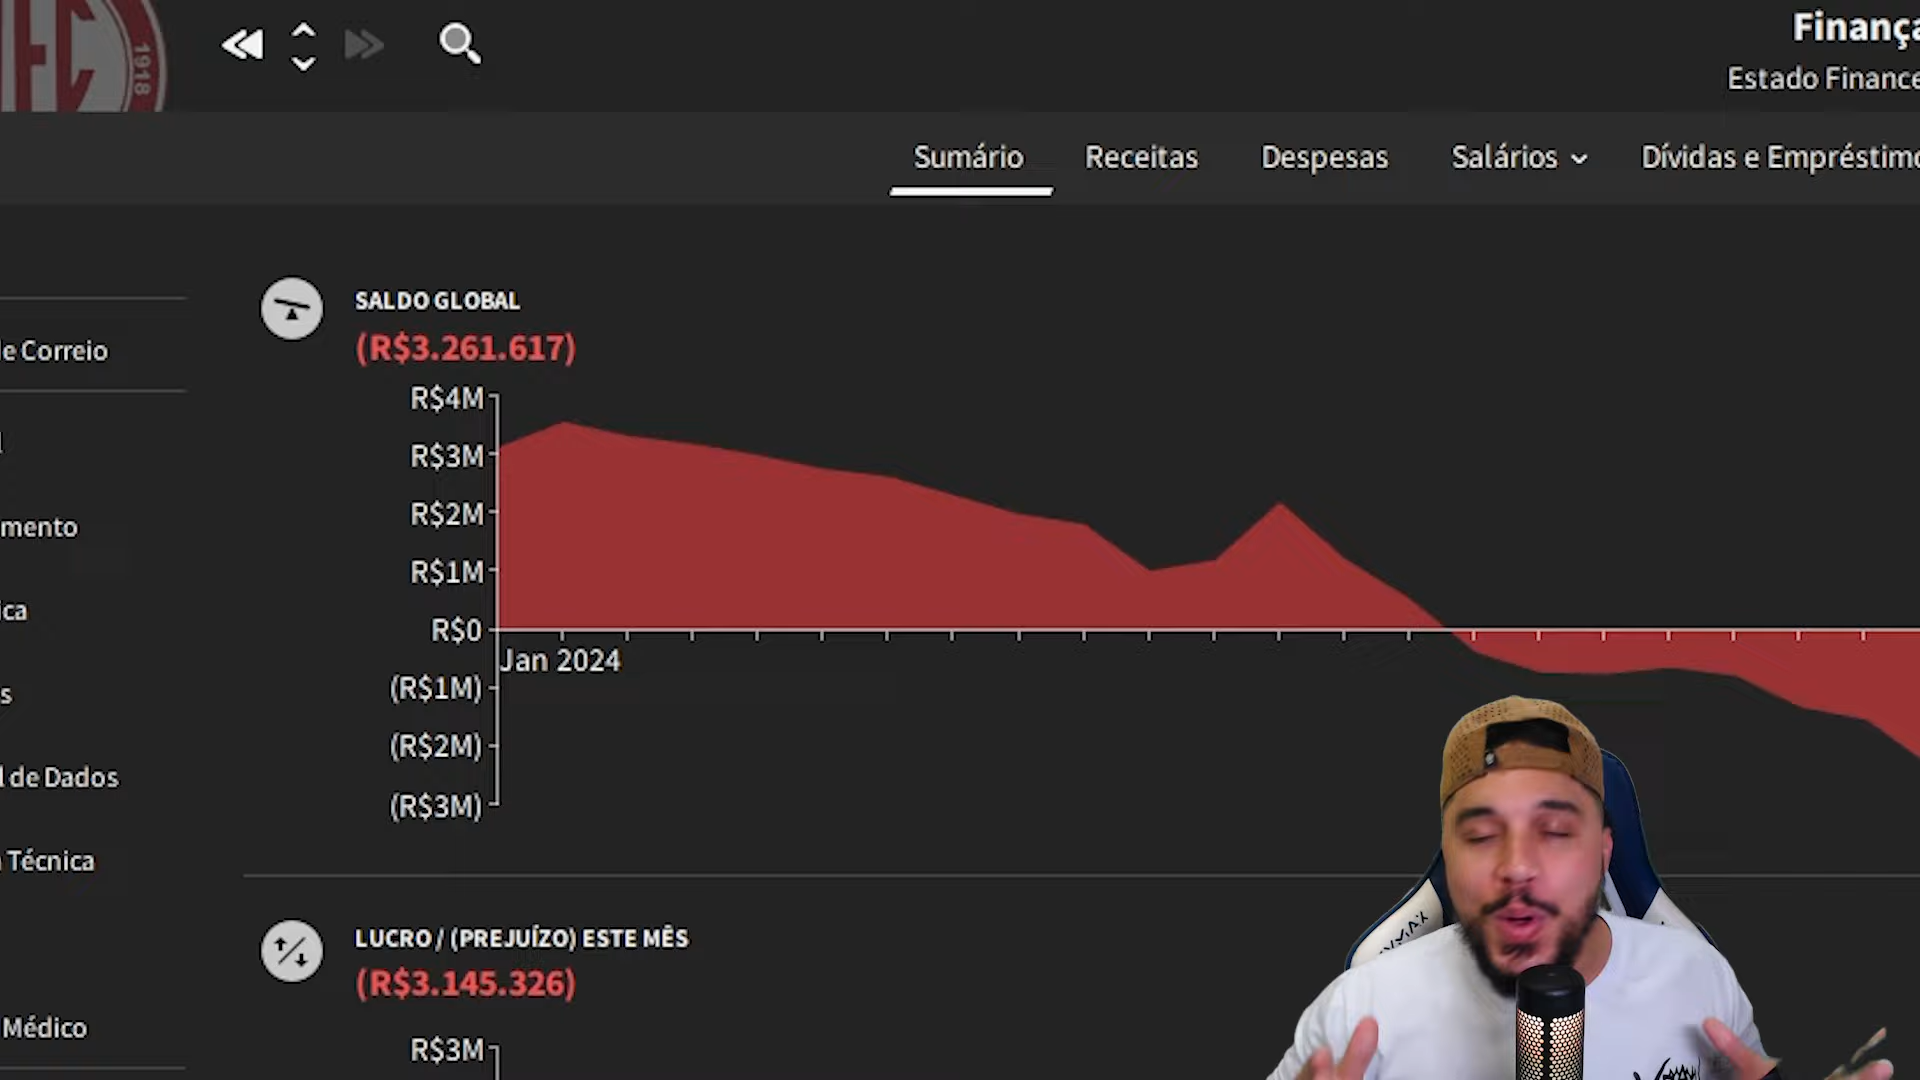 FC
1918
Finança
Estado Finance
Sumário
Receitas
Despesas
Salários
Dívidas e Empréstimo
e Correio
mento
ica
s
l de Dados
Técnica
Médico
SALDO GLOBAL
(R$3.261.617)
R$4M
R$3M
R$2M
R$1M
R$0
Jan 2024
(R$1M)
(R$2M)
(R$3M)
LUCRO / (PREJUÍZO) ESTE MÊS
(R$3.145.326)
R$3M